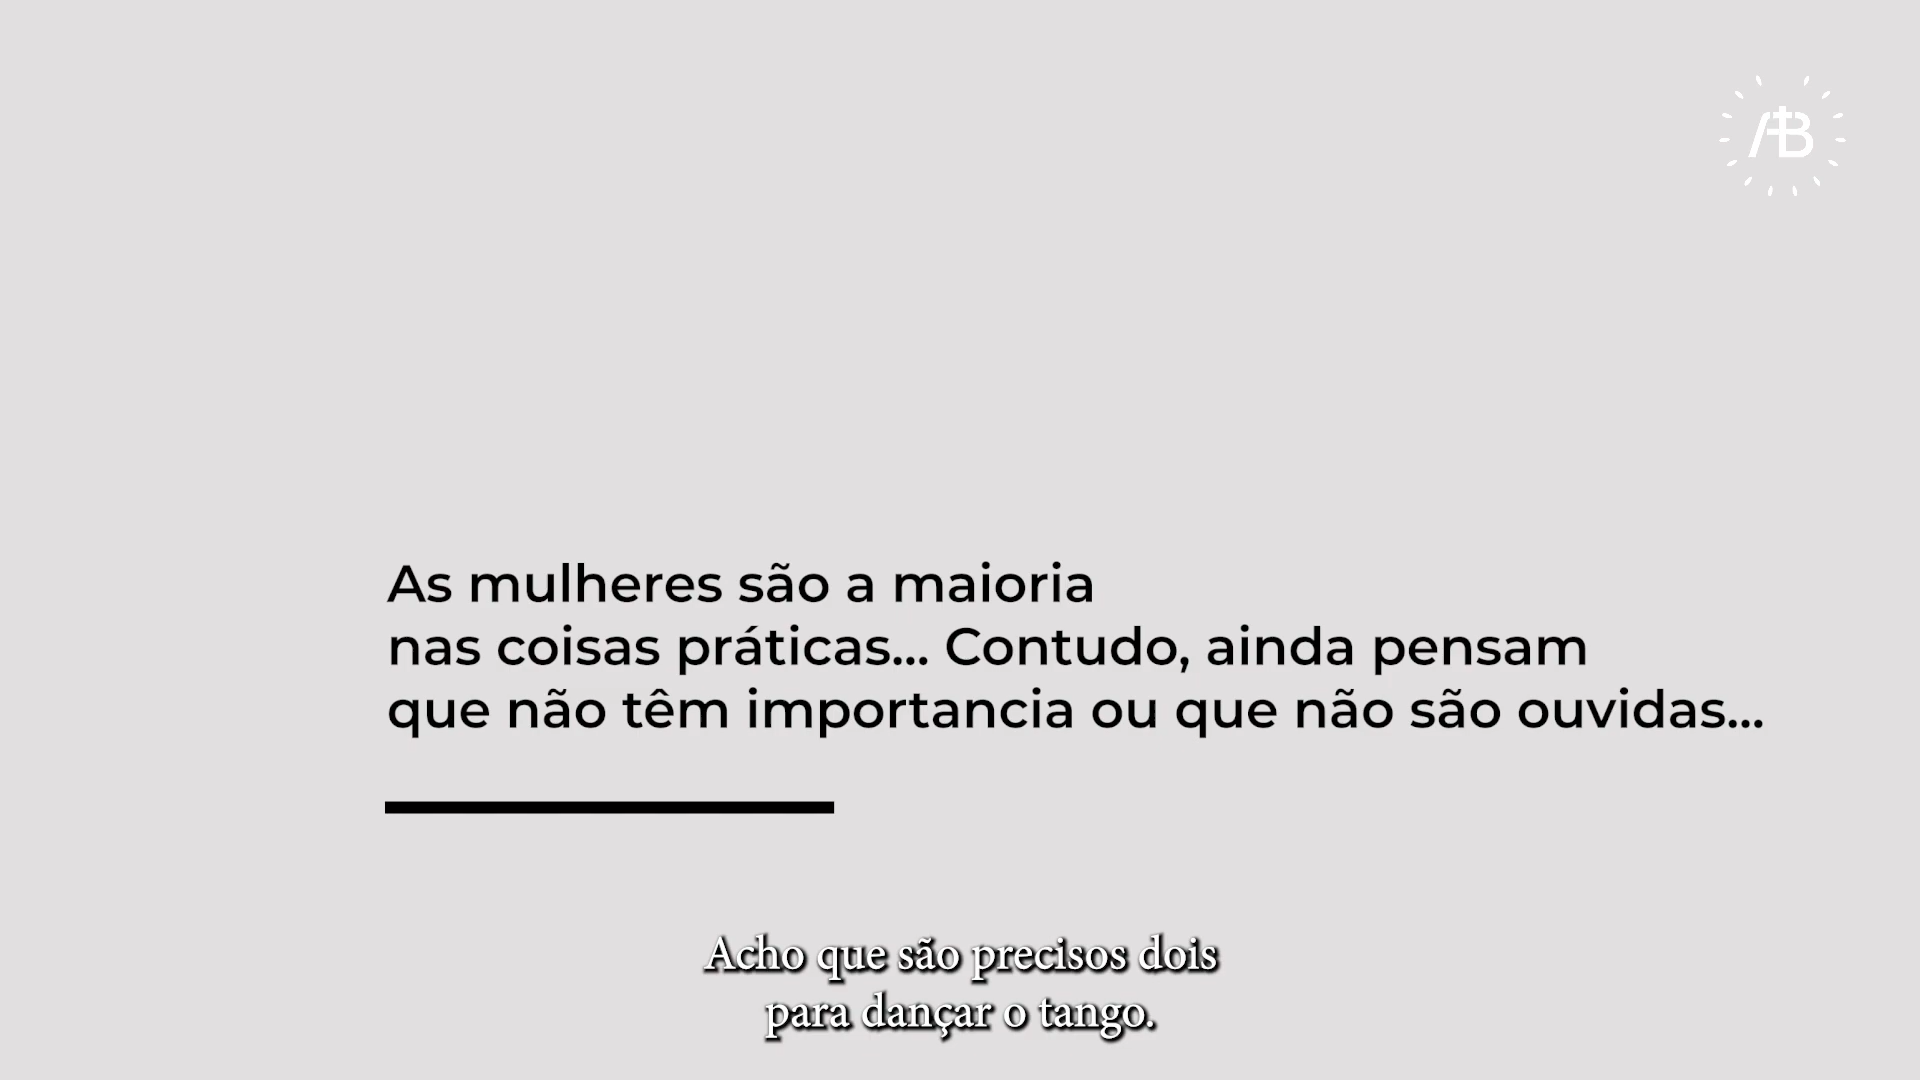 AB
As mulheres são a maioria
nas coisas práticas... Contudo, ainda pensam
que não têm importancia ou que não são ouvidas...
Acho que são precisos dois
para dançar o tango.